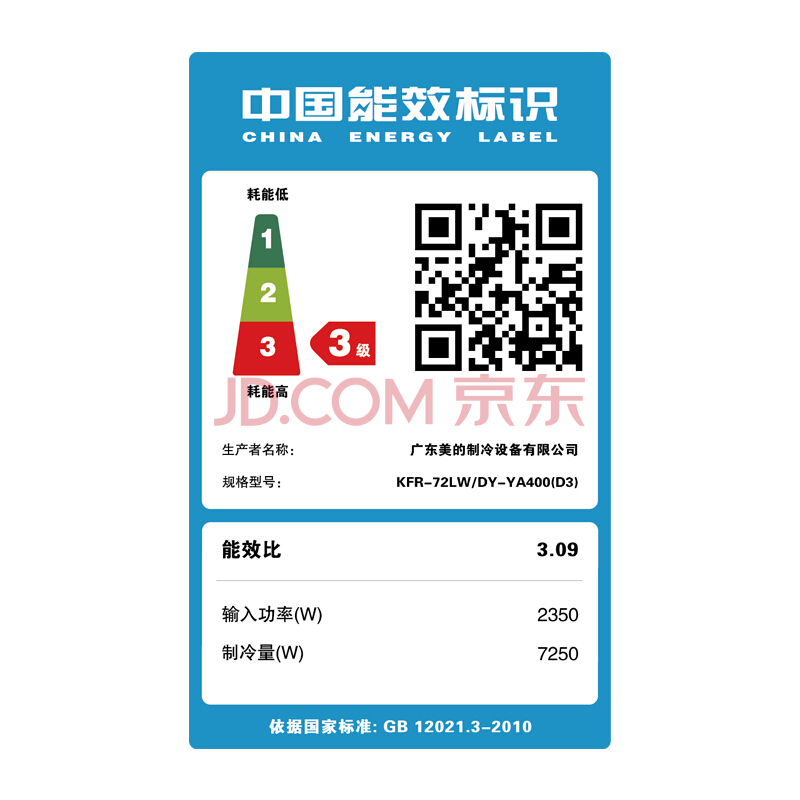 中国能效标识
CHINA ENERGY LABEL
耗能低
1
2
3
3级
耗能高
JD.COM 京东
生产者名称: 广东美的制冷设备有限公司
规格型号: KFR-72LW/DY-YA400(D3)
能效比 3.09
输入功率(W) 2350
制冷量(W) 7250
依据国家标准: GB 12021.3-2010